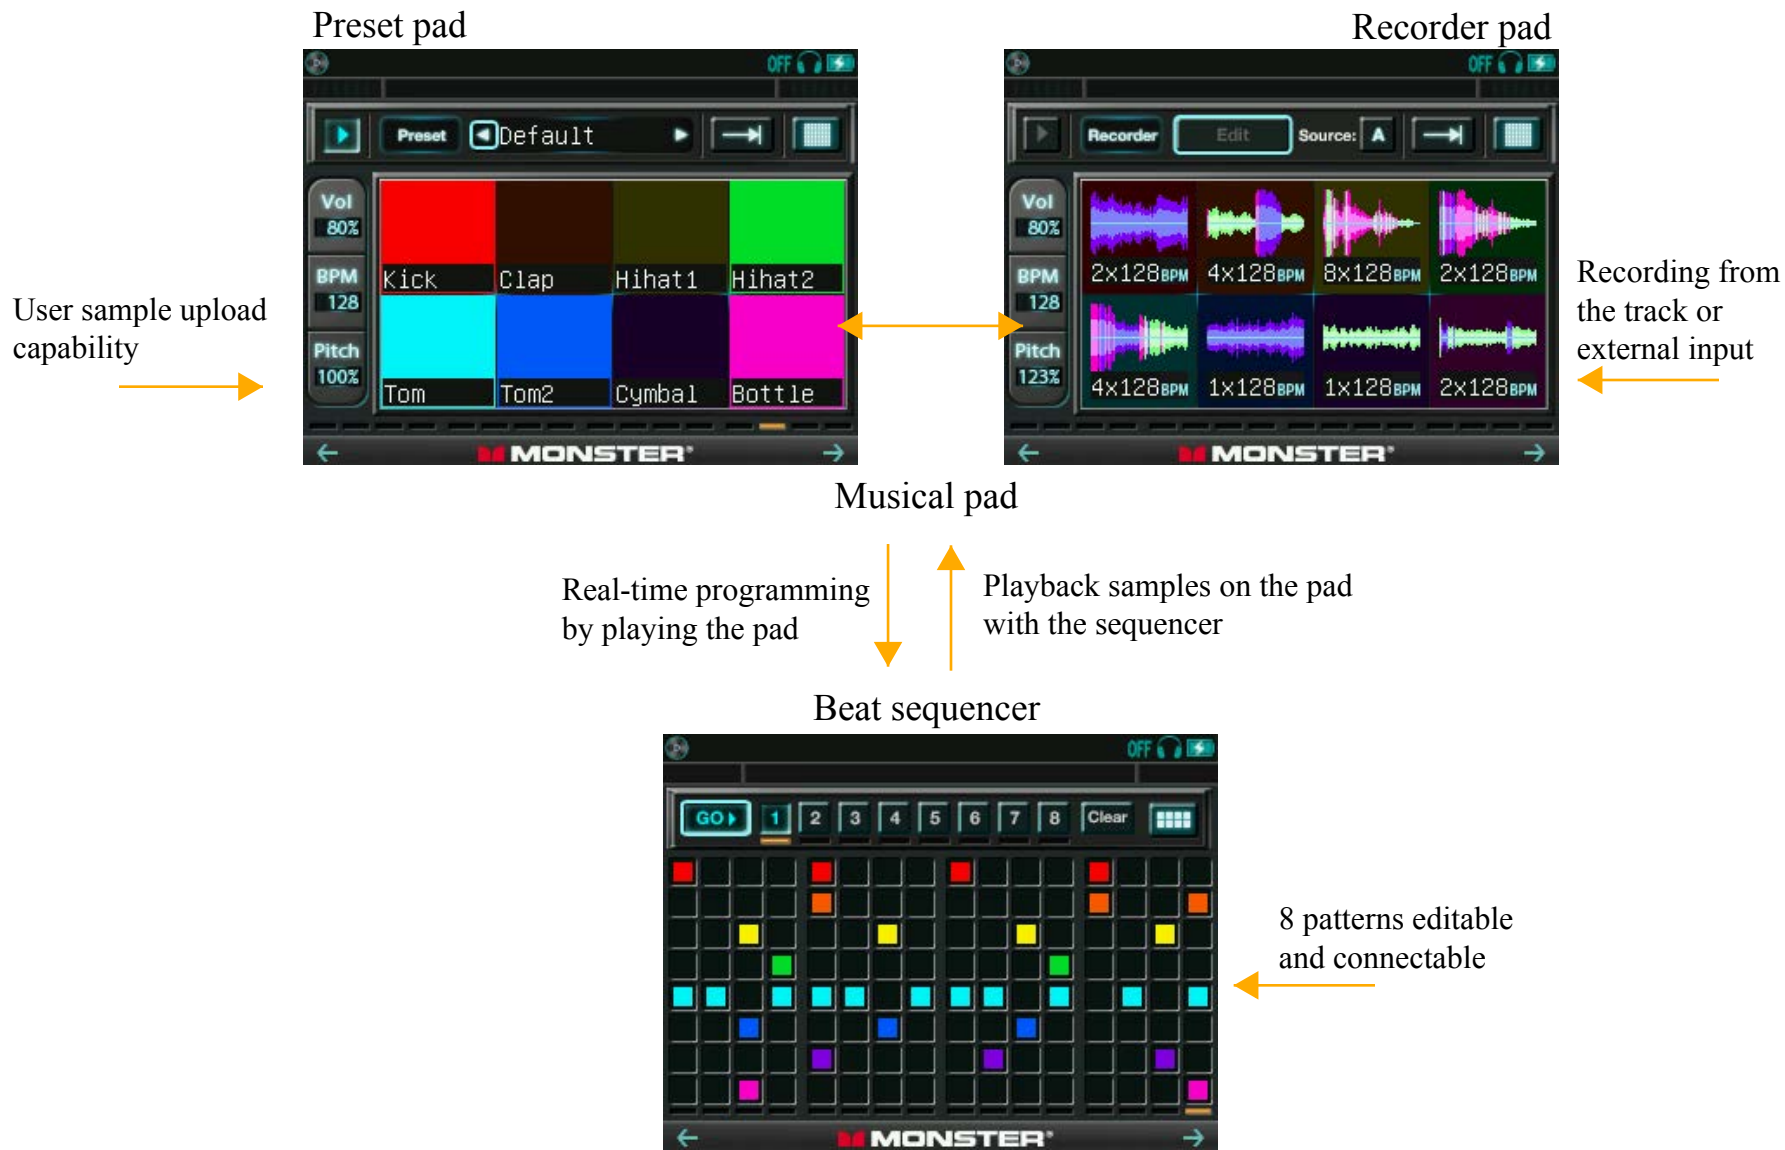 Preset pad
Recorder pad
OFF
Preset
Default
Vol
80%
BPM
128
Pitch
100%
Kick
Clap
Hihat1
Hihat2
Tom
Tom2
Cymbal
Bottle
MONSTER®
OFF
Recorder
Edit
Source:
A
Vol
80%
BPM
128
Pitch
123%
2x128BPM
4x128BPM
8x128BPM
2x128BPM
4x128BPM
1x128BPM
1x128BPM
2x128BPM
MONSTER®
User sample upload
capability
Recording from
the track or
external input
Musical pad
Real-time programming
by playing the pad
Playback samples on the pad
with the sequencer
Beat sequencer
OFF
GO
1
2
3
4
5
6
7
8
Clear
MONSTER®
8 patterns editable
and connectable